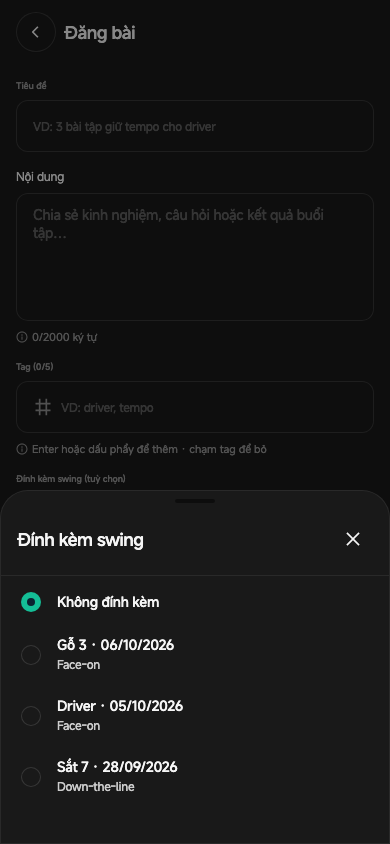 Đăng bài
Tiêu đề
VD: 3 bài tập giữ tempo cho driver
Nội dung
Chia sẻ kinh nghiệm, câu hỏi hoặc kết quả buổi
tập...
0/2000 ký tự
Tag (0/5)
VD: driver, tempo
Enter hoặc dấu phẩy để thêm · chạm tag để bỏ
Đính kèm swing (tuỳ chọn)
Đính kèm swing
Không đính kèm
Gỗ 3 · 06/10/2026
Face-on
Driver · 05/10/2026
Face-on
Sắt 7 · 28/09/2026
Down-the-line